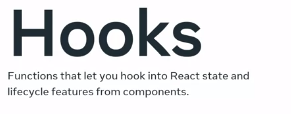 Hooks
Functions that let you hook into React state and
lifecycle features from components.